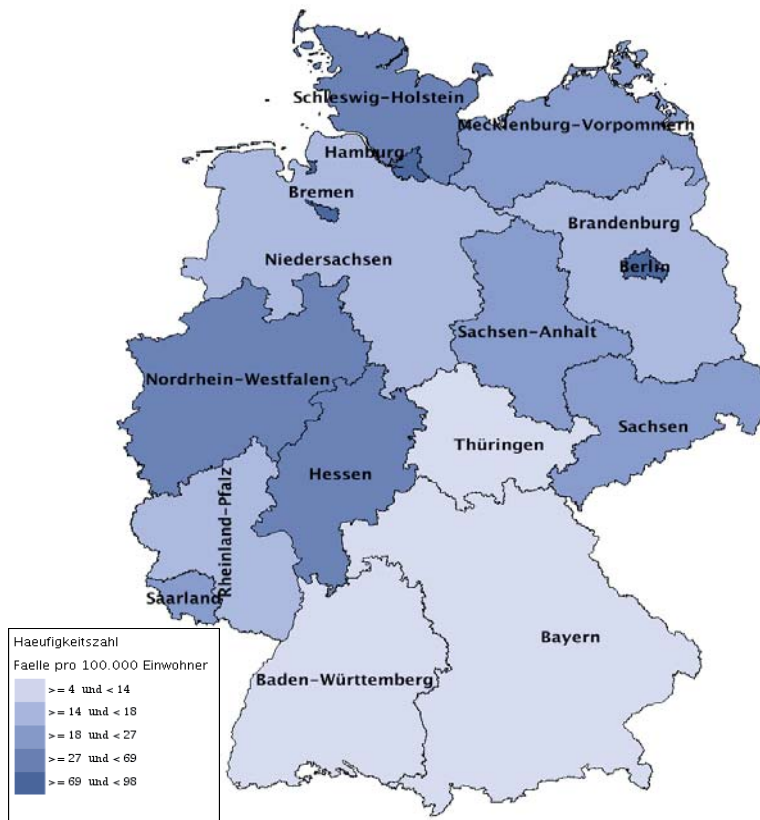 Schleswig-Holstein
Mecklenburg-Vorpommern
Hamburg
Bremen
Brandenburg
Niedersachsen
Berlin
Sachsen-Anhalt
Nordrhein-Westfalen
Sachsen
Thüringen
Hessen
Rheinland-Pfalz
Saarland
Bayern
Baden-Württemberg
Haeufigkeitszahl
Faelle pro 100.000 Einwohner
>= 4 und < 14
>= 14 und < 18
>= 18 und < 27
>= 27 und < 69
>= 69 und < 98